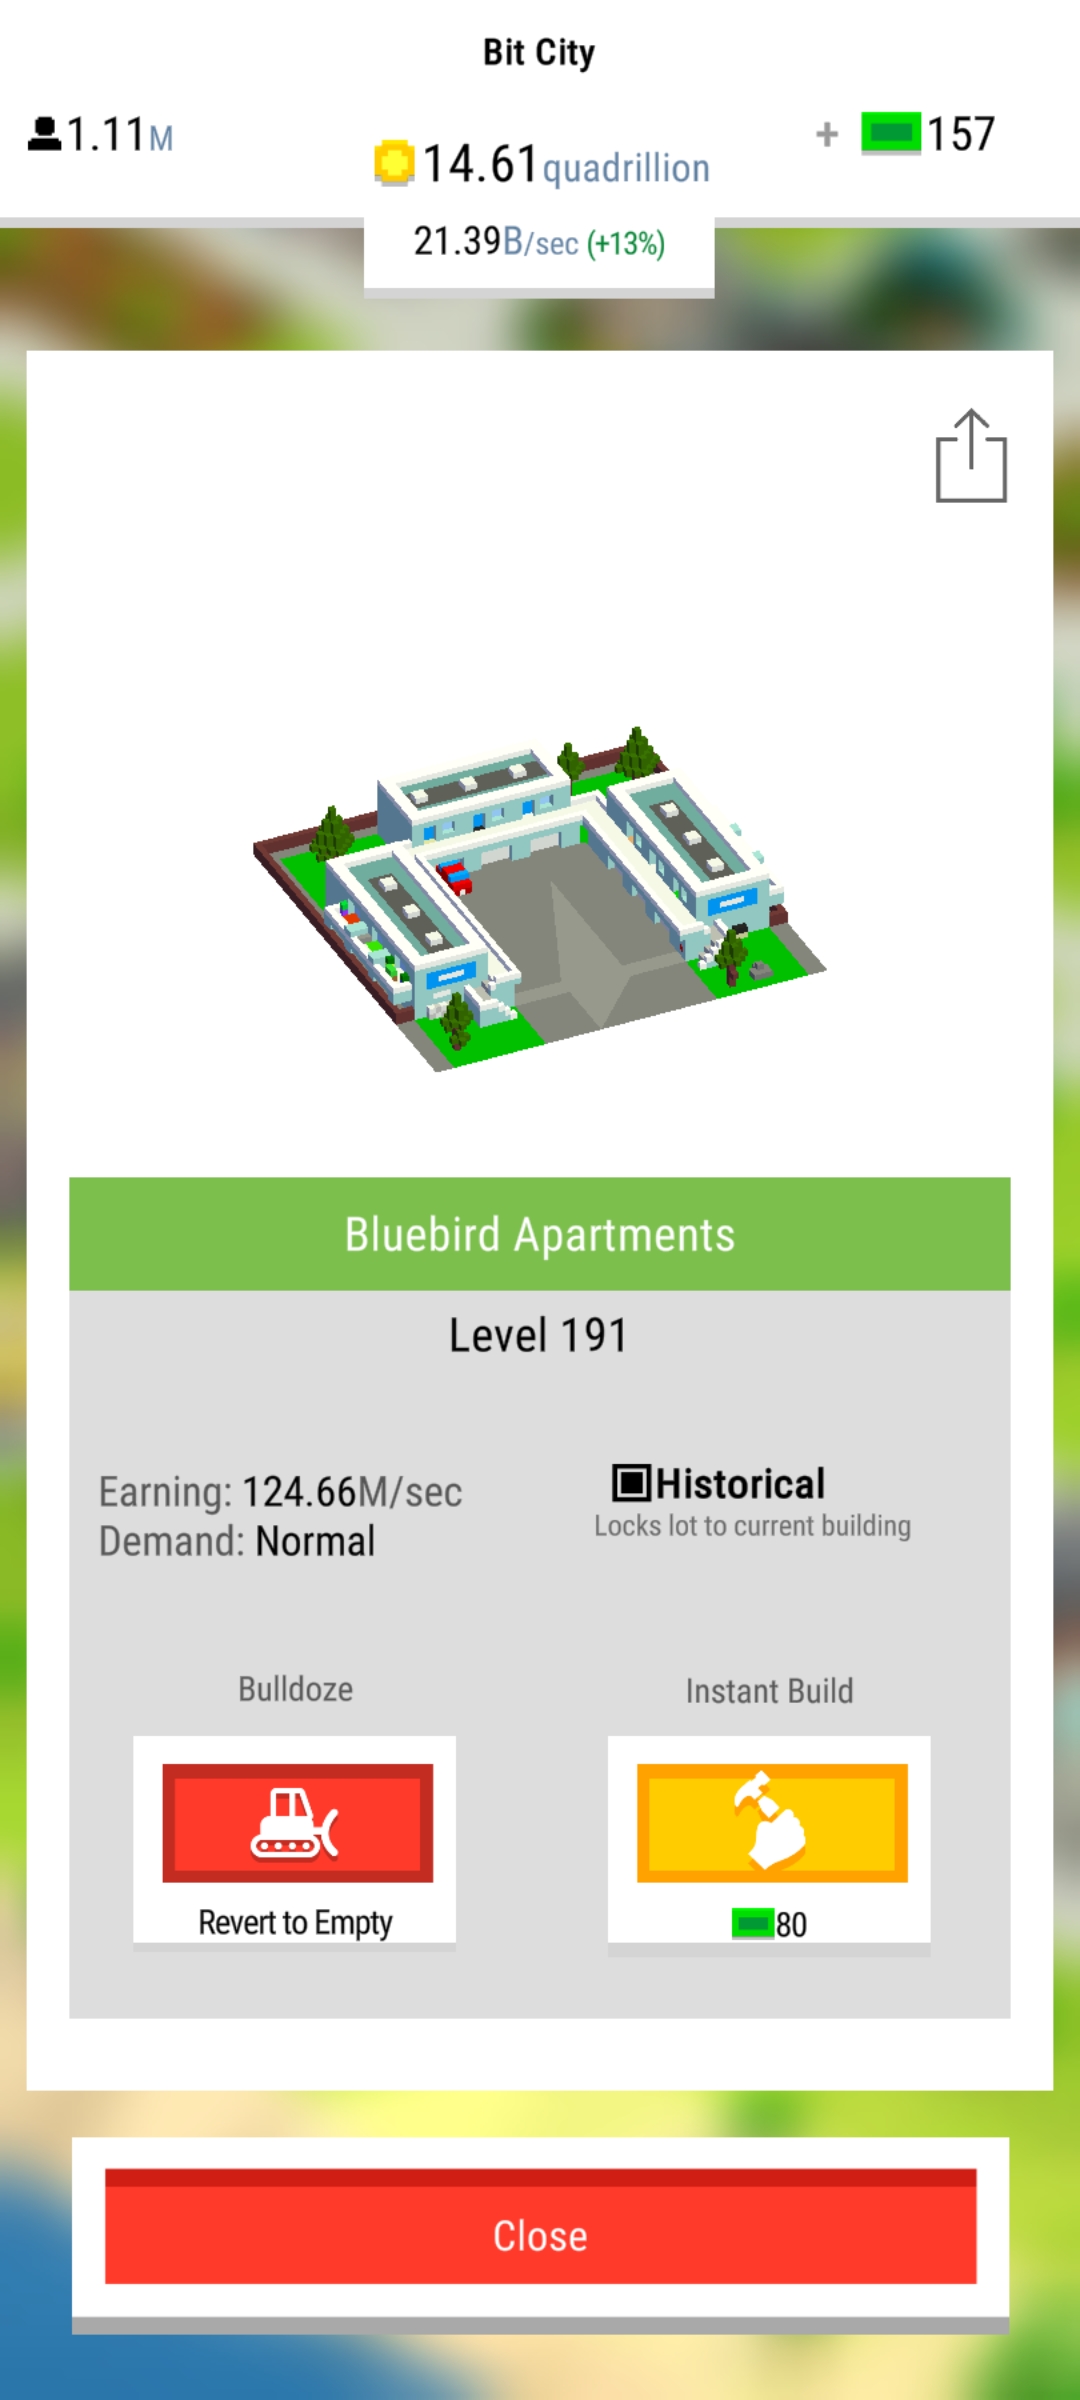 Bit City
1.11M
14.61quadrillion
+ 157
21.39B/sec (+13%)
Bluebird Apartments
Level 191
Earning: 124.66M/sec
Demand: Normal
Historical
Locks lot to current building
Bulldoze
Instant Build
Revert to Empty
80
Close